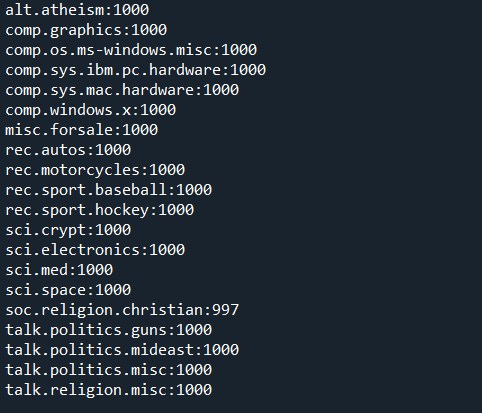 alt.atheism:1000
comp.graphics:1000
comp.os.ms-windows.misc:1000
comp.sys.ibm.pc.hardware:1000
comp.sys.mac.hardware:1000
comp.windows.x:1000
misc.forsale:1000
rec.autos:1000
rec.motorcycles:1000
rec.sport.baseball:1000
rec.sport.hockey:1000
sci.crypt:1000
sci.electronics:1000
sci.med:1000
sci.space:1000
soc.religion.christian:997
talk.politics.guns:1000
talk.politics.mideast:1000
talk.politics.misc:1000
talk.religion.misc:1000